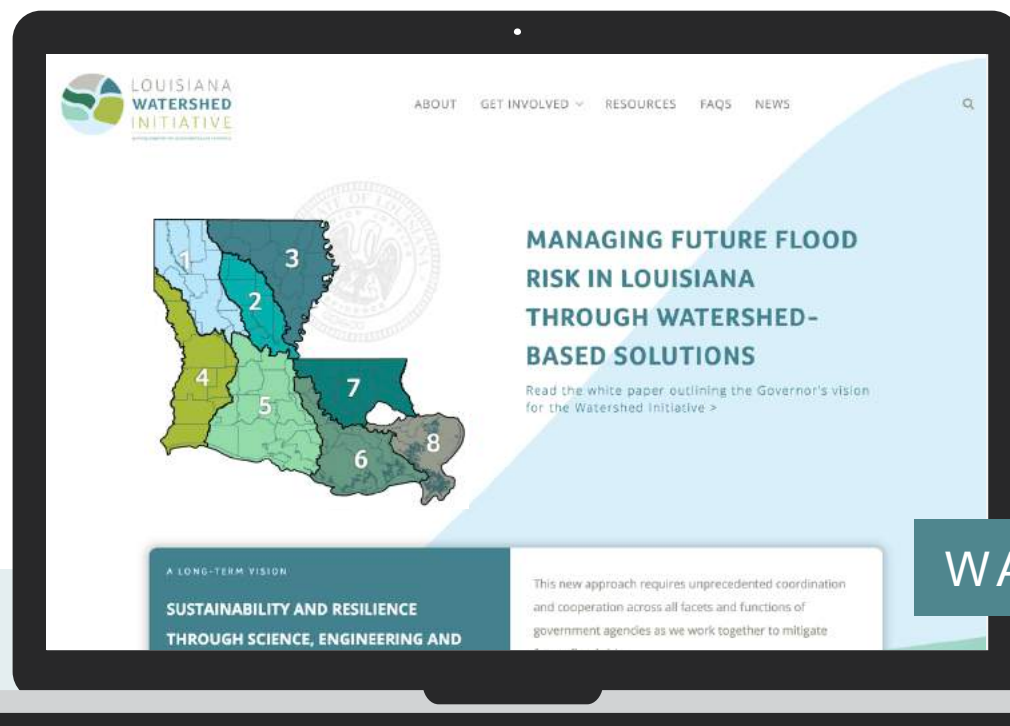 LOUISIANA
WATERSHED
INITIATIVE
ABOUT GET INVOLVED RESOURCES FAQS NEWS
STATE OF LOUISIANA
1
2
3
4
5
6
7
8
MANAGING FUTURE FLOOD
RISK IN LOUISIANA
THROUGH WATERSHED-
BASED SOLUTIONS
Read the white paper outlining the Governor's vision
for the Watershed Initiative >
A LONG-TERM VISION
SUSTAINABILITY AND RESILIENCE
THROUGH SCIENCE, ENGINEERING AND
This new approach requires unprecedented coordination
and cooperation across all facets and functions of
government agencies as we work together to mitigate
WA